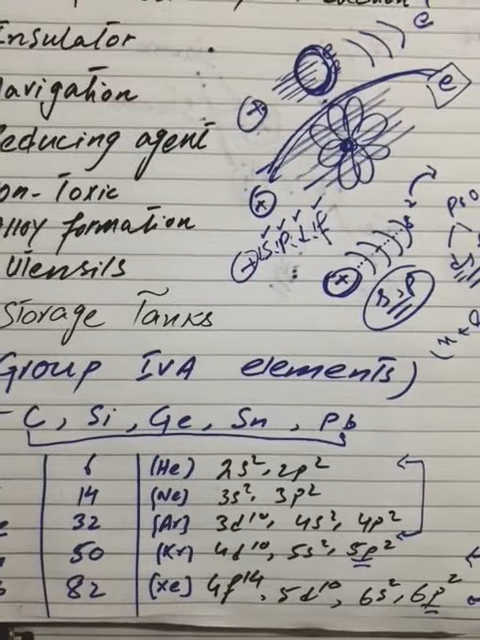 Insulator
Navigation
Reducing agent
Non-Toxic
Alloy formation
Utensils
Storage Tanks
e
e
+
×
+ s, p, d, f
×
s, p
Group IVA elements)
- C, Si, Ge, Sn, Pb
6 (He) 2s², 2p²
14 (Ne) 3s², 3p²
32 [Ar] 3d¹⁰, 4s², 4p²
50 (Kr) 4d¹⁰, 5s², 5p²
82 (Xe) 4f¹⁴, 5d¹⁰, 6s², 6p²